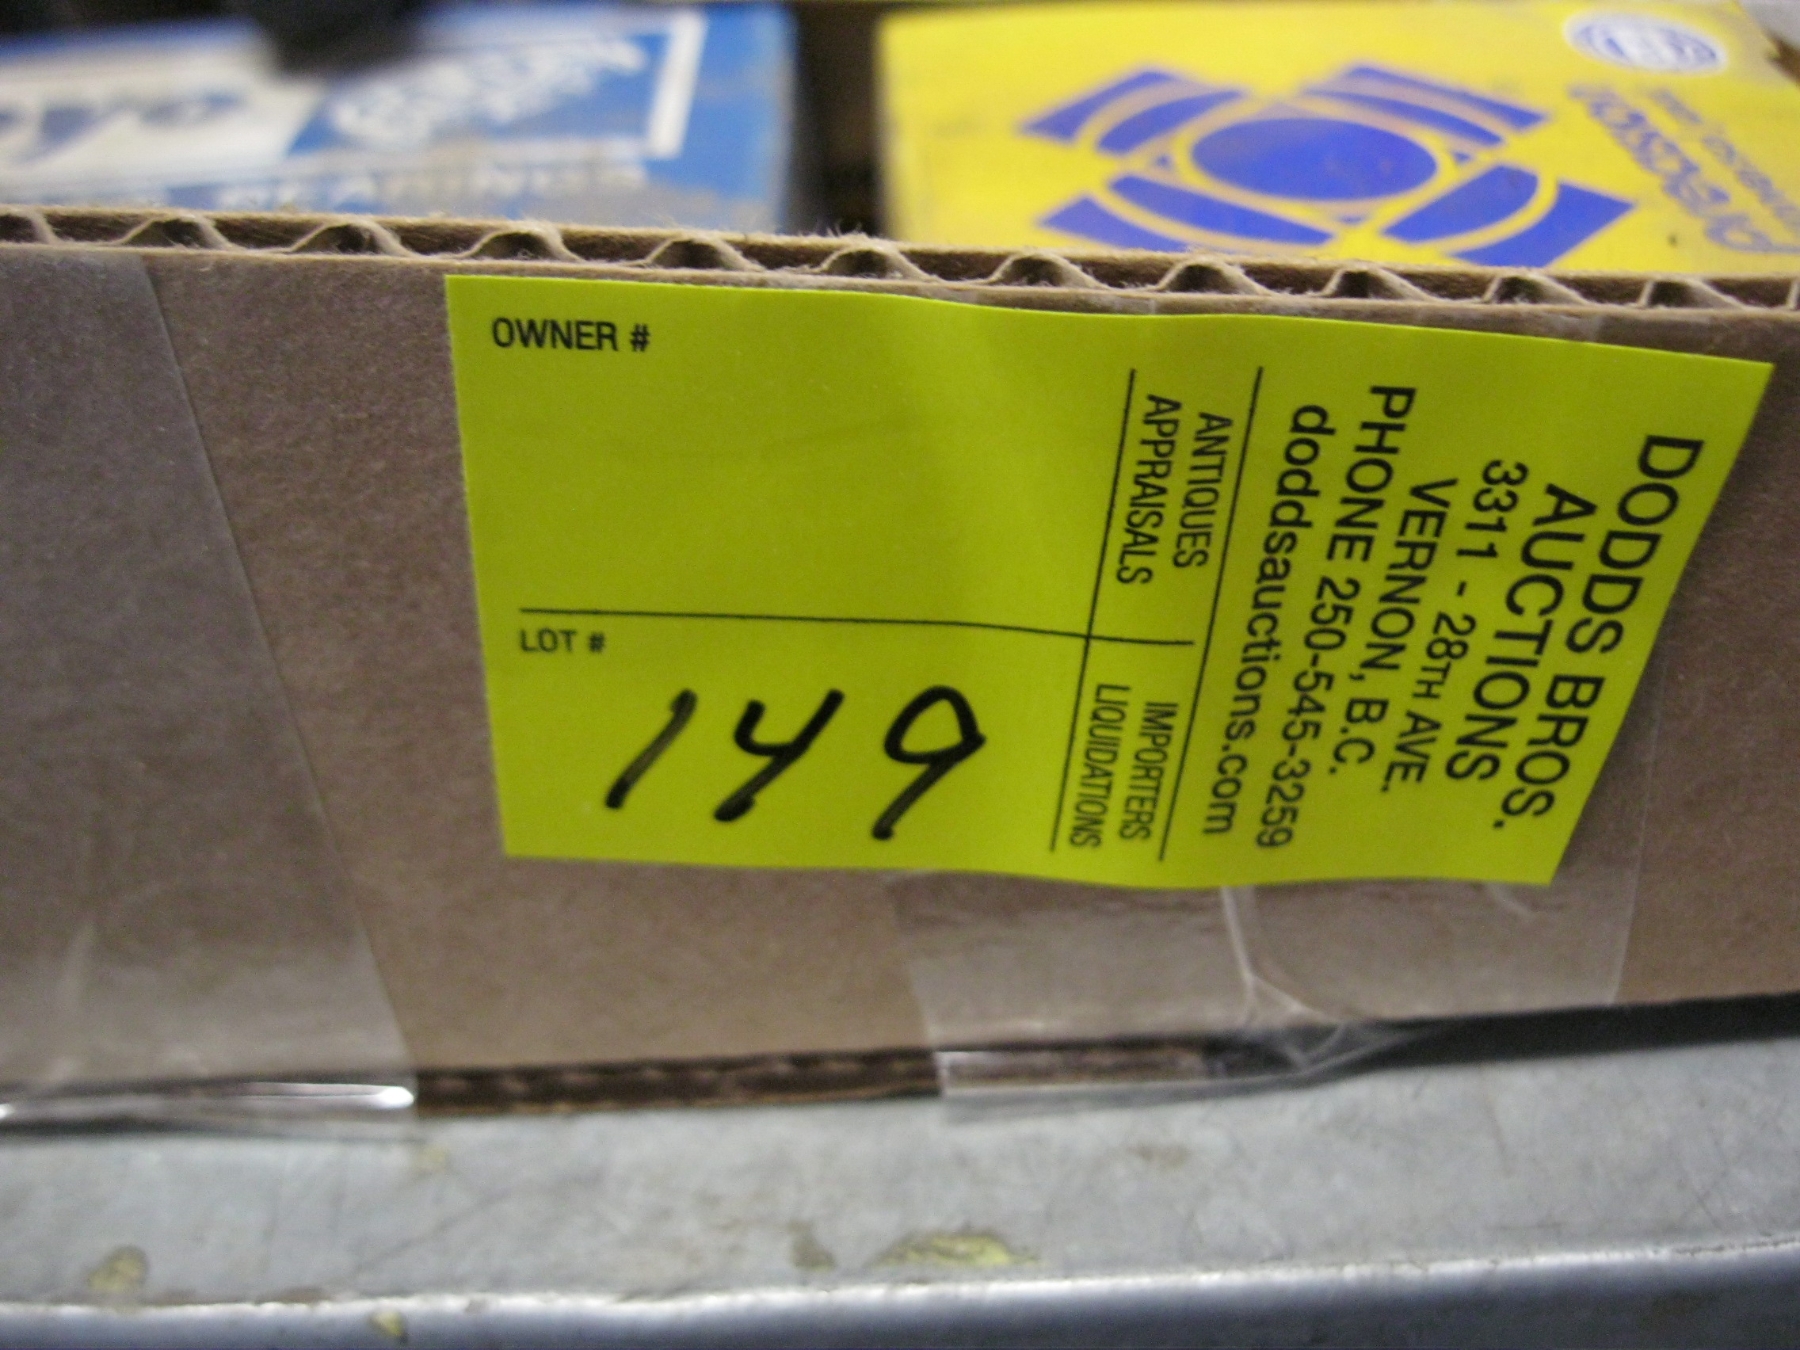 OWNER #
LOT #
149
DODDS BROS.
AUCTIONS
3311 - 28TH AVE.
VERNON, B.C.
PHONE 250-545-3259
doddsauctions.com
ANTIQUES
APPRAISALS
IMPORTERS
LIQUIDATIONS